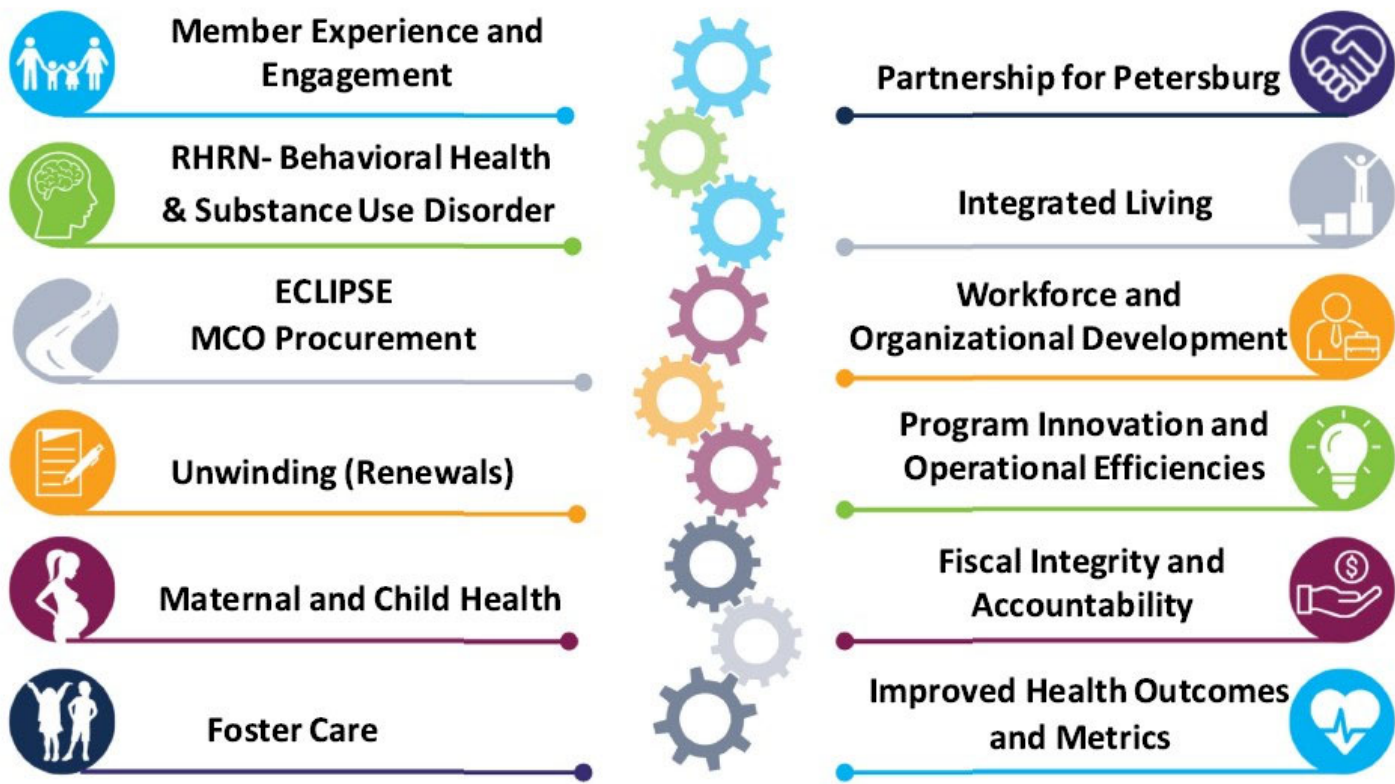 Member Experience and
Engagement
RHRN- Behavioral Health
& Substance Use Disorder
ECLIPSE
MCO Procurement
Unwinding (Renewals)
Maternal and Child Health
Foster Care
Partnership for Petersburg
Integrated Living
Workforce and
Organizational Development
Program Innovation and
Operational Efficiencies
Fiscal Integrity and
Accountability
$
Improved Health Outcomes
and Metrics